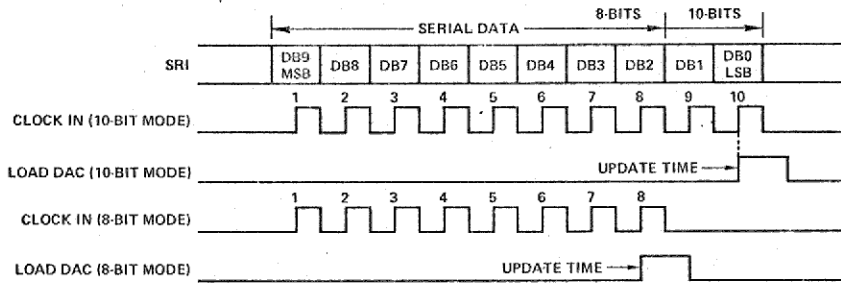 SERIAL DATA 8-BITS 10-BITS
SRI DB9 MSB DB8 DB7 DB6 DB5 DB4 DB3 DB2 DB1 DB0 LSB
1 2 3 4 5 6 7 8 9 10
CLOCK IN (10-BIT MODE)
LOAD DAC (10-BIT MODE) UPDATE TIME
1 2 3 4 5 6 7 8
CLOCK IN (8-BIT MODE)
LOAD DAC (8-BIT MODE) UPDATE TIME